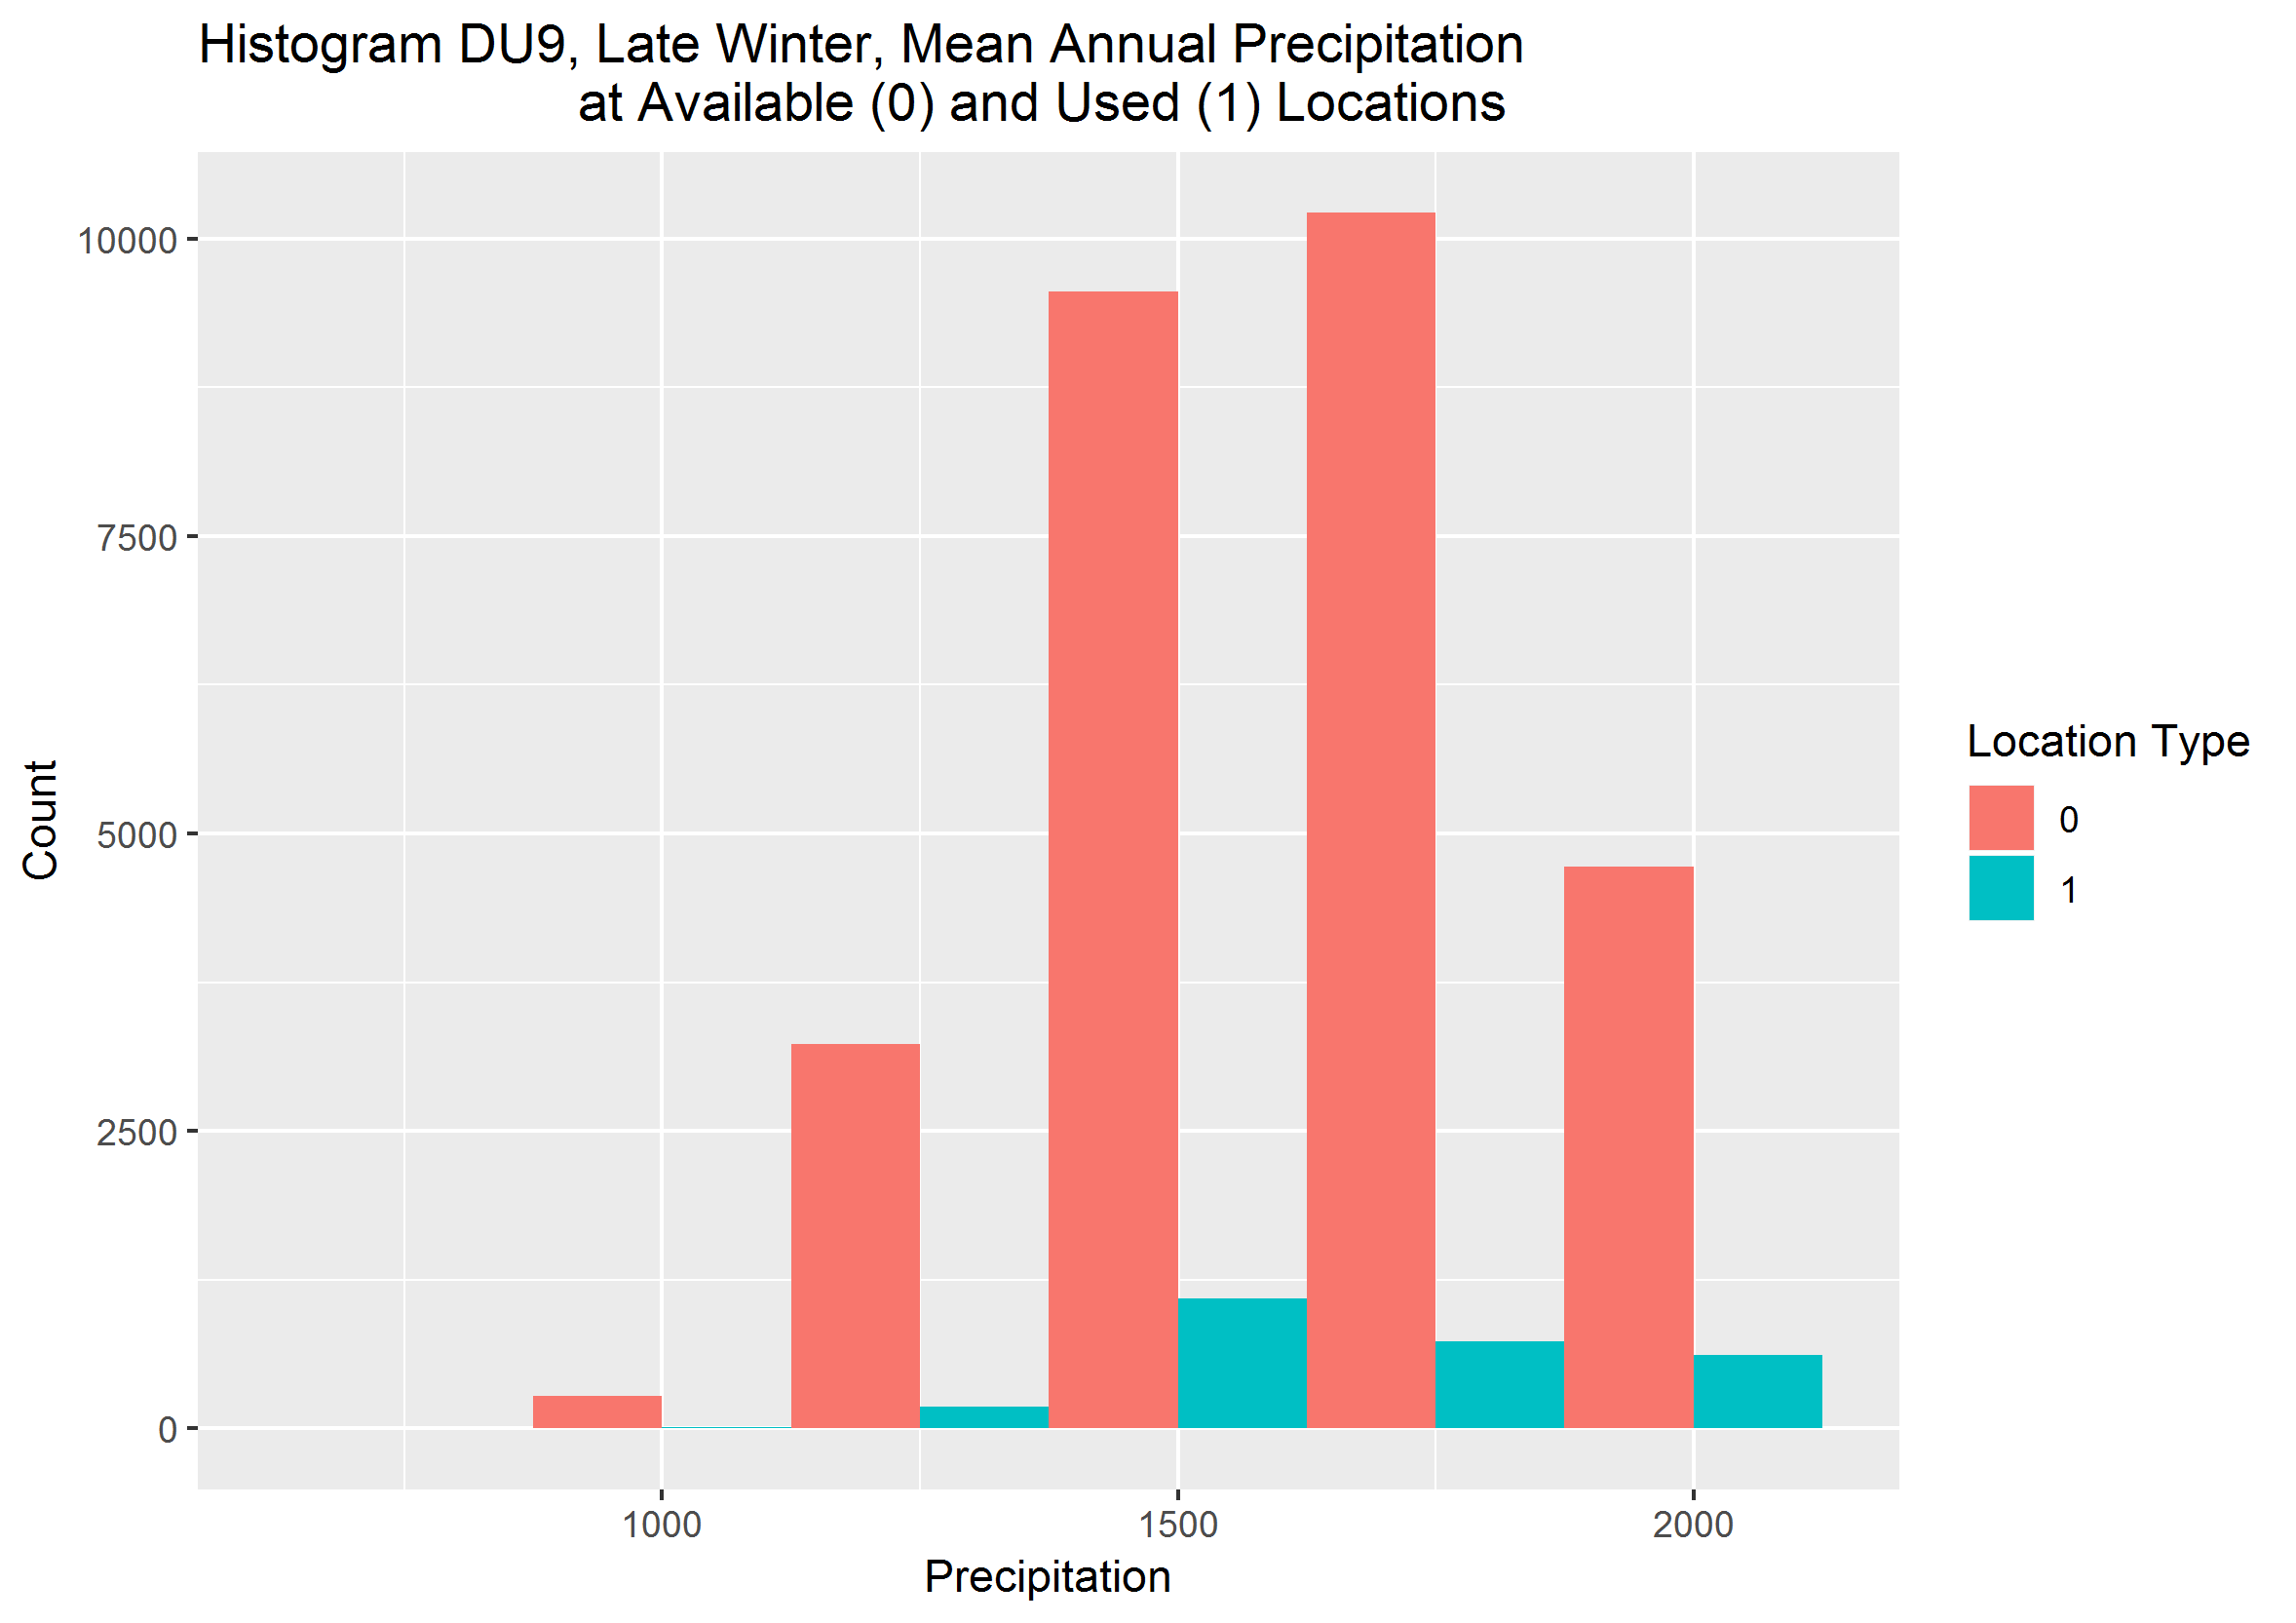 Histogram DU9, Late Winter, Mean Annual Precipitation
at Available (0) and Used (1) Locations
10000
7500
5000
2500
0
Count
1000
1500
2000
Precipitation
Location Type
0
1